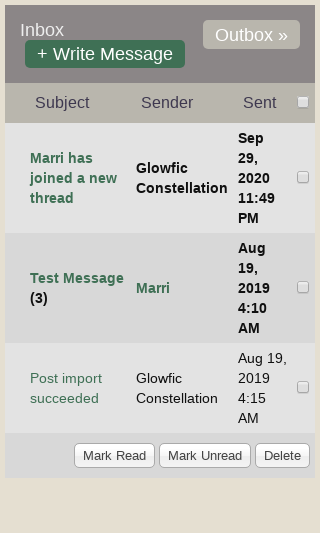 Inbox
+ Write Message
Outbox »
Subject Sender Sent
Marri has
joined a new
thread
Glowfic
Constellation
Sep
29,
2020
11:49
PM
Test Message
(3)
Marri
Aug
19,
2019
4:10
AM
Post import
succeeded
Glowfic
Constellation
Aug 19,
2019
4:15
AM
Mark Read Mark Unread Delete